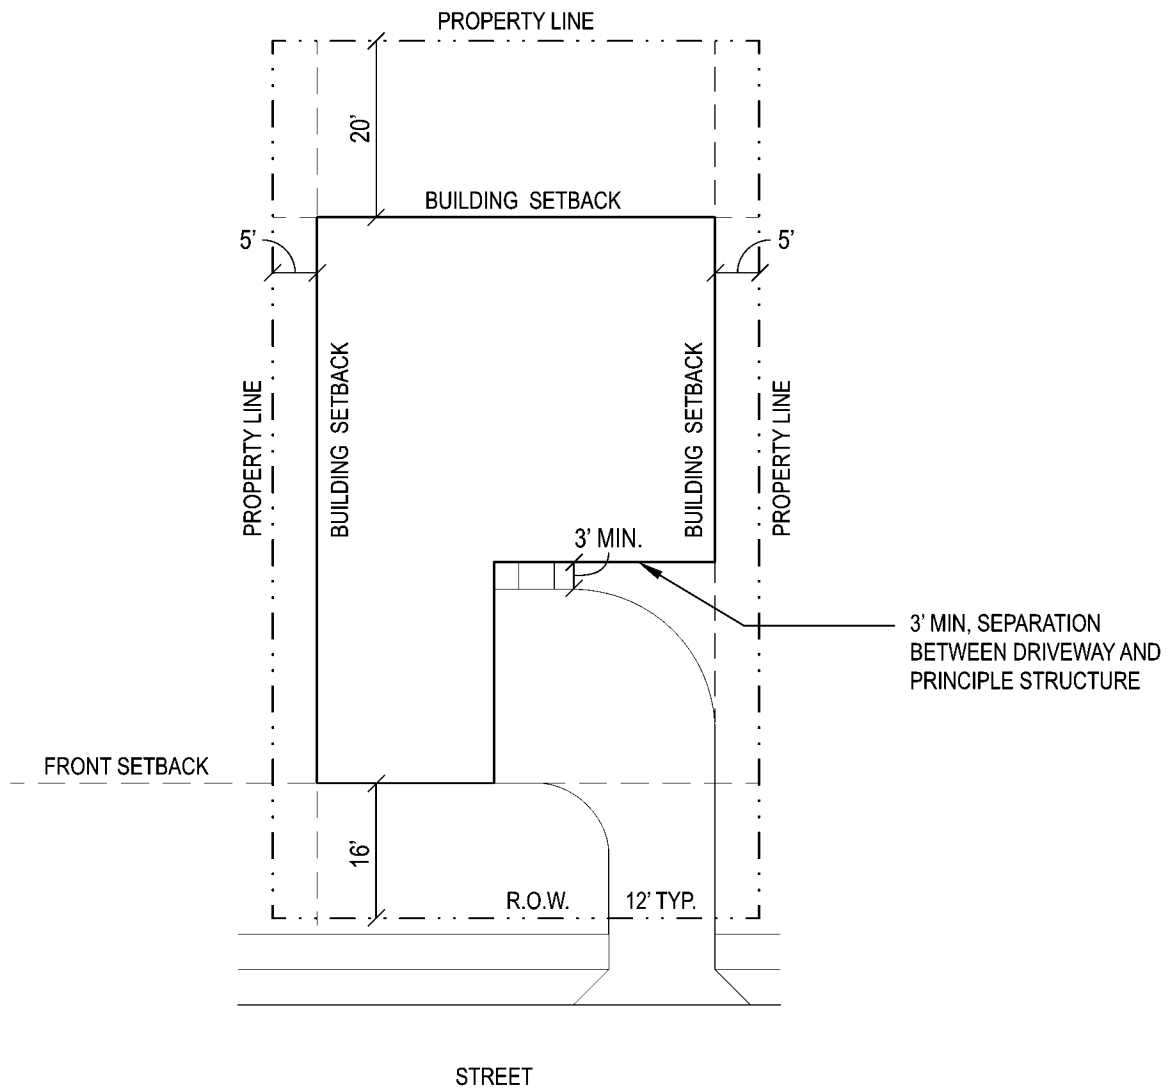 PROPERTY LINE
20'
BUILDING SETBACK
5'
5'
PROPERTY LINE
BUILDING SETBACK
BUILDING SETBACK
PROPERTY LINE
3' MIN.
3' MIN, SEPARATION
BETWEEN DRIVEWAY AND
PRINCIPLE STRUCTURE
FRONT SETBACK
16'
R.O.W.
12' TYP.
STREET